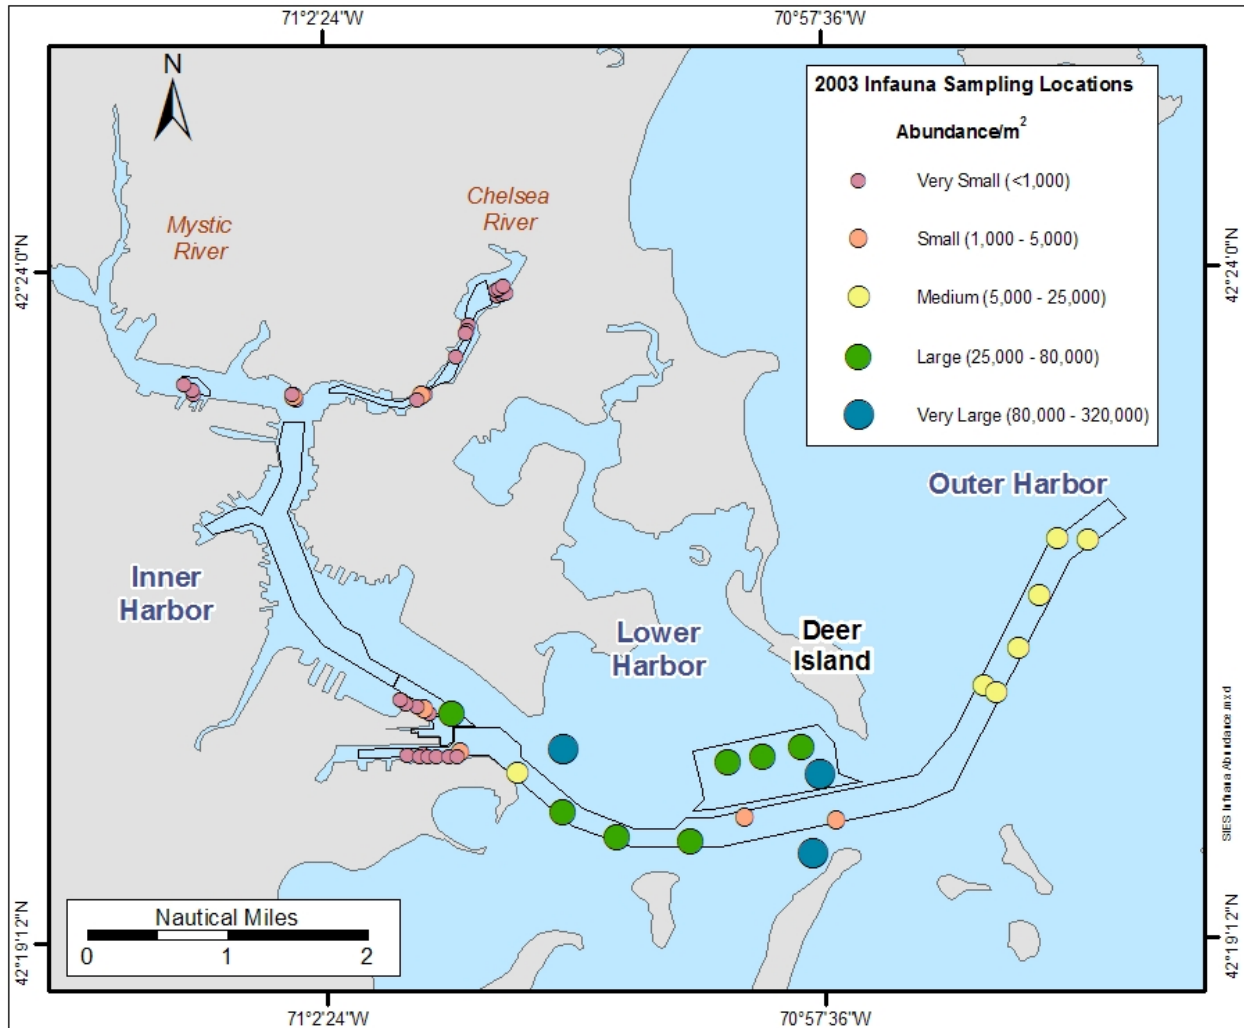 71°2'24"W
70°57'36"W
N
2003 Infauna Sampling Locations
Abundance/m2
Very Small (<1,000)
Small (1,000 - 5,000)
Medium (5,000 - 25,000)
Large (25,000 - 80,000)
Very Large (80,000 - 320,000)
Chelsea
River
Mystic
River
42°24'0"N
42°24'0"N
Outer Harbor
Inner
Harbor
Lower
Harbor
Deer
Island
SIES Infauna Abundance.mxd
Nautical Miles
0
1
2
42°19'12"N
42°19'12"N
71°2'24"W
70°57'36"W